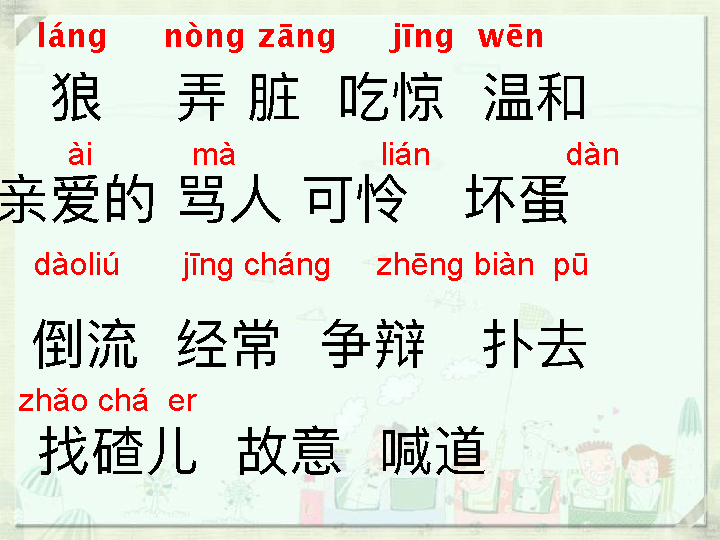 láng nòng zāng jīng wēn
狼 弄脏 吃惊 温和
ài mà lián dàn
亲爱的 骂人 可怜 坏蛋
dàoliú jīng cháng zhēng biàn pū
倒流 经常 争辩 扑去
zhǎo chá er
找碴儿 故意 喊道